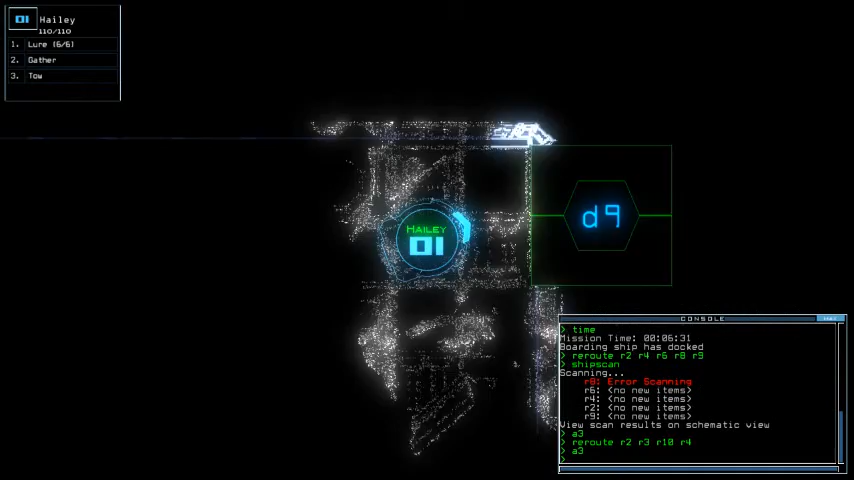 01 Hailey
110/110
1. Lure (6/6)
2. Gather
3. Tow
HAILEY
01
d9
CONSOLE
> time
Mission Time: 00:06:31
Boarding ship has docked
> reroute r2 r4 r6 r8 r9
> shipscan
Scanning...
r8: Error Scanning
r6: <no new items>
r4: <no new items>
r2: <no new items>
r9: <no new items>
View scan results on schematic view
> a3
> reroute r2 r3 r10 r4
> a3
>